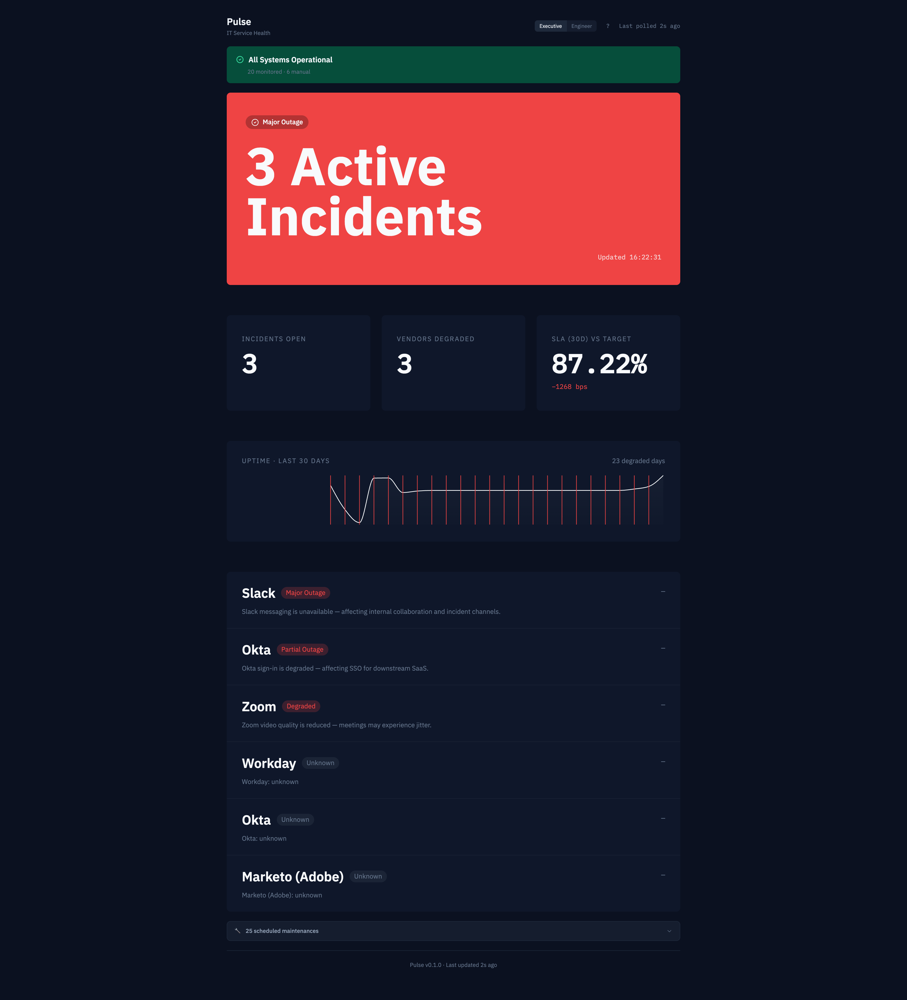 Pulse
IT Service Health
Executive Engineer ? Last polled 2s ago
All Systems Operational
20 monitored · 6 manual
Major Outage
3 Active
Incidents
Updated 16:22:31
INCIDENTS OPEN
3
VENDORS DEGRADED
3
SLA (30D) VS TARGET
87.22%
−1268 bps
UPTIME · LAST 30 DAYS
23 degraded days
Slack Major Outage —
Slack messaging is unavailable — affecting internal collaboration and incident channels.
Okta Partial Outage —
Okta sign-in is degraded — affecting SSO for downstream SaaS.
Zoom Degraded —
Zoom video quality is reduced — meetings may experience jitter.
Workday Unknown —
Workday: unknown
Okta Unknown —
Okta: unknown
Marketo (Adobe) Unknown —
Marketo (Adobe): unknown
25 scheduled maintenances
Pulse v0.1.0 · Last updated 2s ago